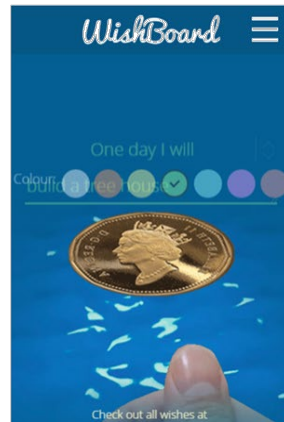 WishBoard
One day I will
Colour:
build a tree house
Check out all wishes at